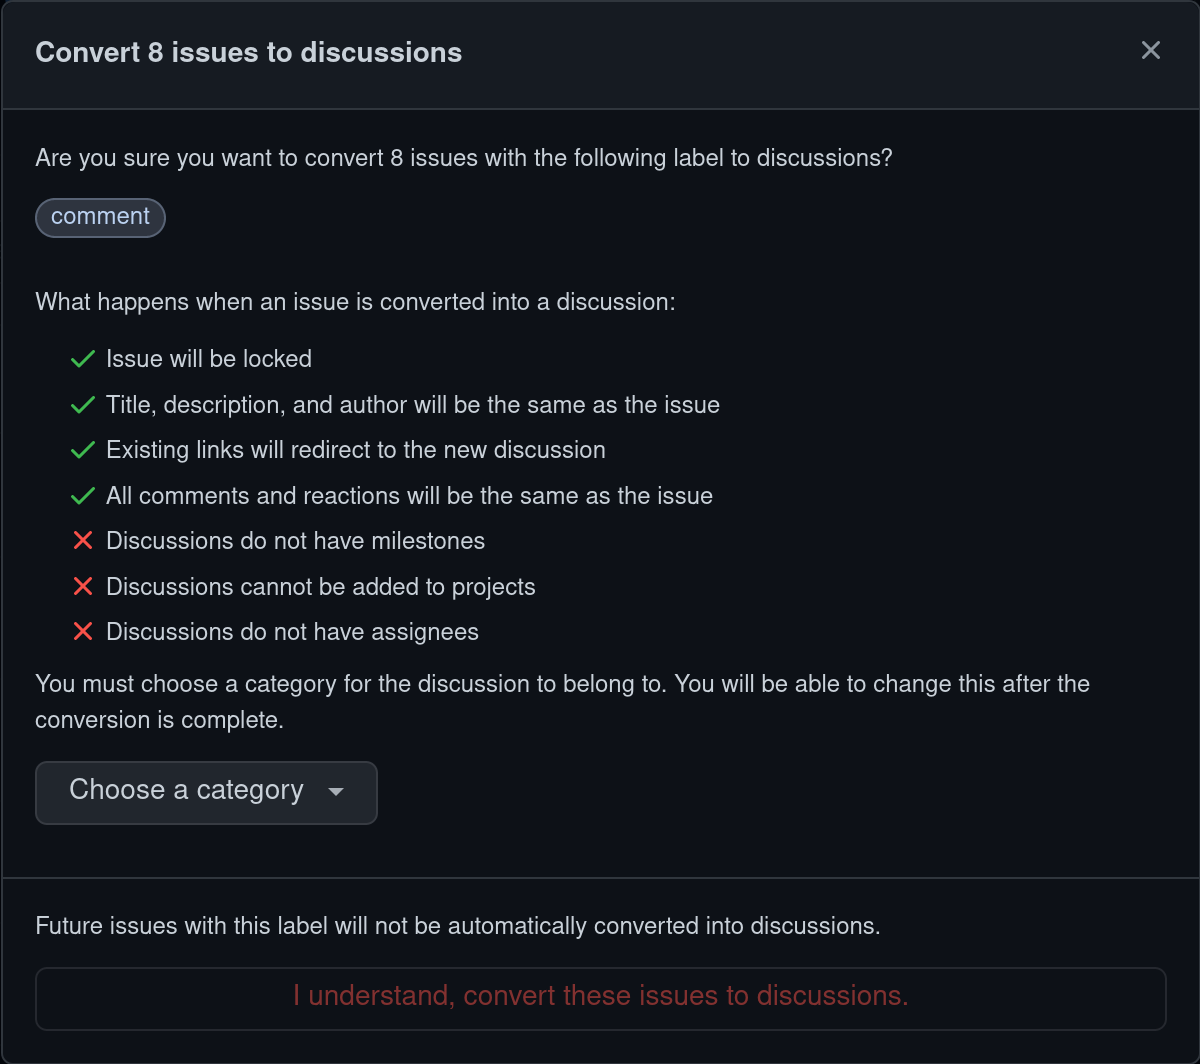 Convert 8 issues to discussions
Are you sure you want to convert 8 issues with the following label to discussions?
comment
What happens when an issue is converted into a discussion:
Issue will be locked
Title, description, and author will be the same as the issue
Existing links will redirect to the new discussion
All comments and reactions will be the same as the issue
Discussions do not have milestones
Discussions cannot be added to projects
Discussions do not have assignees
You must choose a category for the discussion to belong to. You will be able to change this after the
conversion is complete.
Choose a category
Future issues with this label will not be automatically converted into discussions.
I understand, convert these issues to discussions.